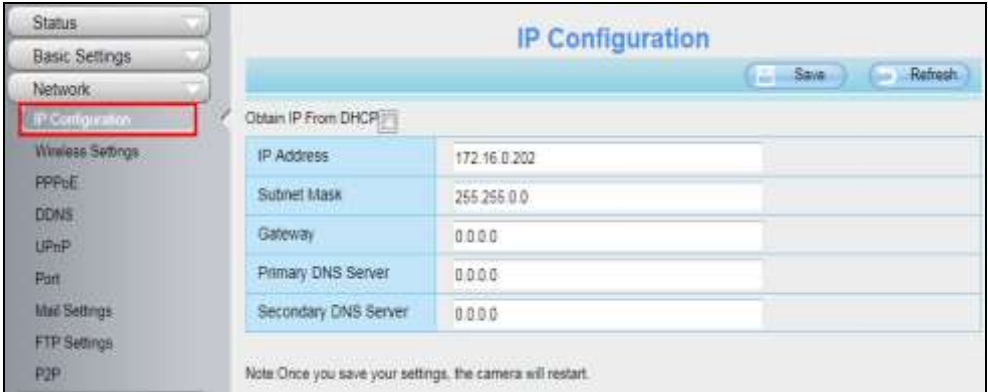 Status
Basic Settings
Network
IP Configuration
Wireless Settings
PPPoE
DDNS
UPnP
Port
Mail Settings
FTP Settings
P2P
IP Configuration
Save
Refresh
Obtain IP From DHCP
IP Address 172.16.0.202
Subnet Mask 255.255.0.0
Gateway 0.0.0.0
Primary DNS Server 0.0.0.0
Secondary DNS Server 0.0.0.0
Note:Once you save your settings, the camera will restart.